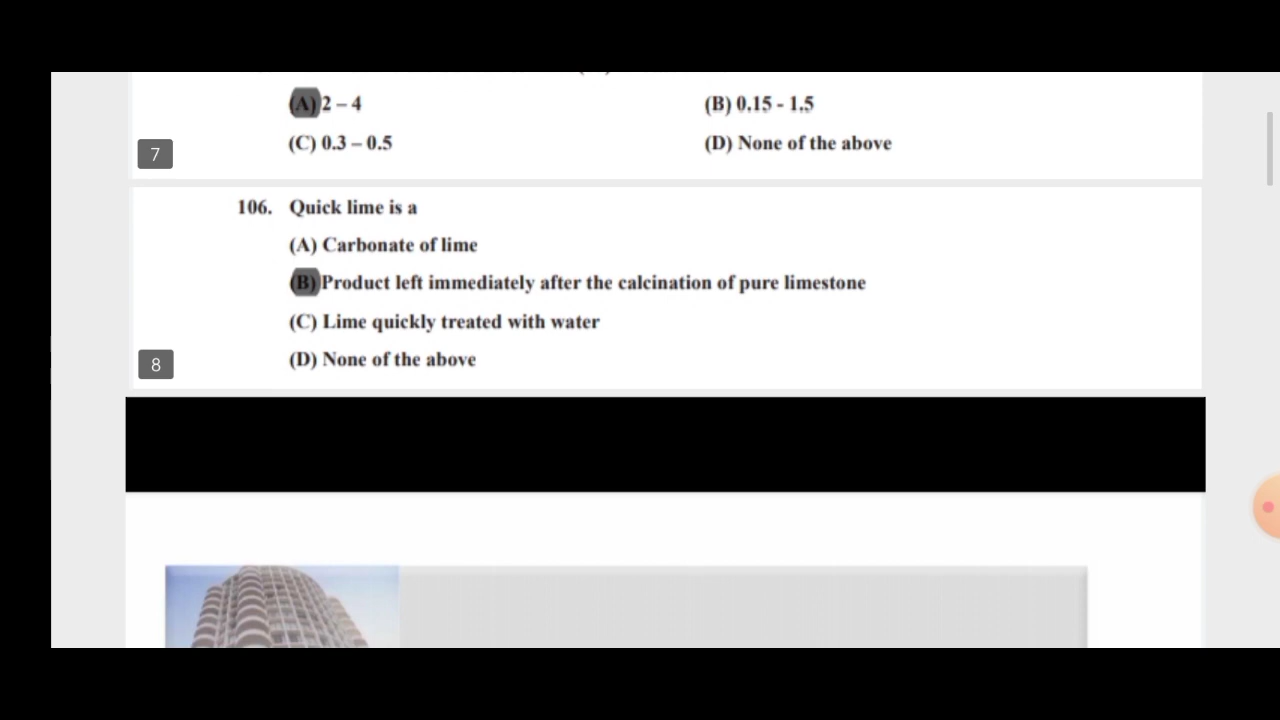 (A) 2 – 4 (B) 0.15 - 1.5
(C) 0.3 – 0.5 (D) None of the above
7
106. Quick lime is a
(A) Carbonate of lime
(B) Product left immediately after the calcination of pure limestone
(C) Lime quickly treated with water
(D) None of the above
8